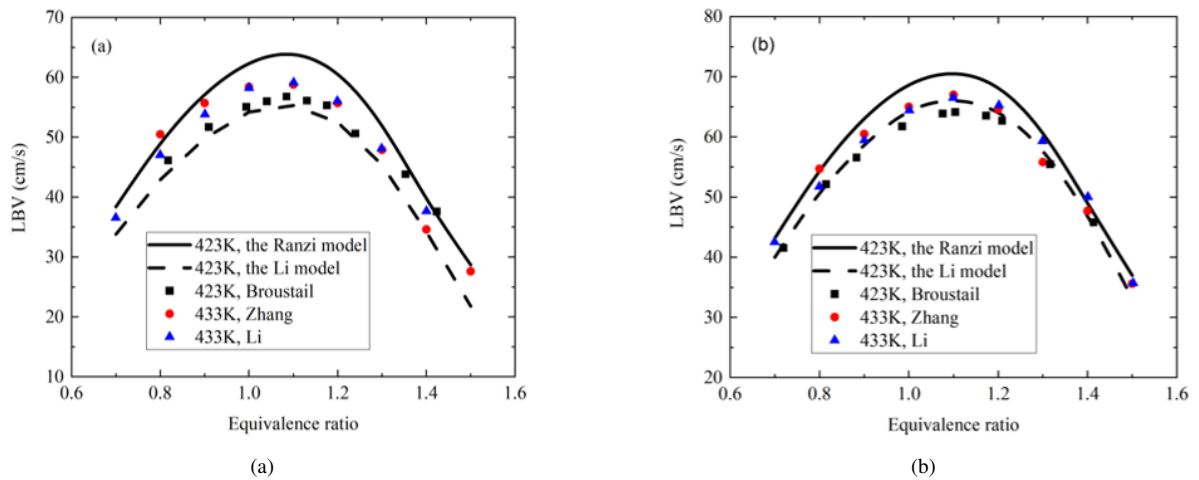 (a)
LBV (cm/s)
70
60
50
40
30
20
10
0.6 0.8 1.0 1.2 1.4 1.6
Equivalence ratio
423K, the Ranzi model
423K, the Li model
423K, Broustail
433K, Zhang
433K, Li
(a)
(b)
LBV (cm/s)
80
70
60
50
40
30
20
0.6 0.8 1.0 1.2 1.4 1.6
Equivalence ratio
423K, the Ranzi model
423K, the Li model
423K, Broustail
433K, Zhang
433K, Li
(b)